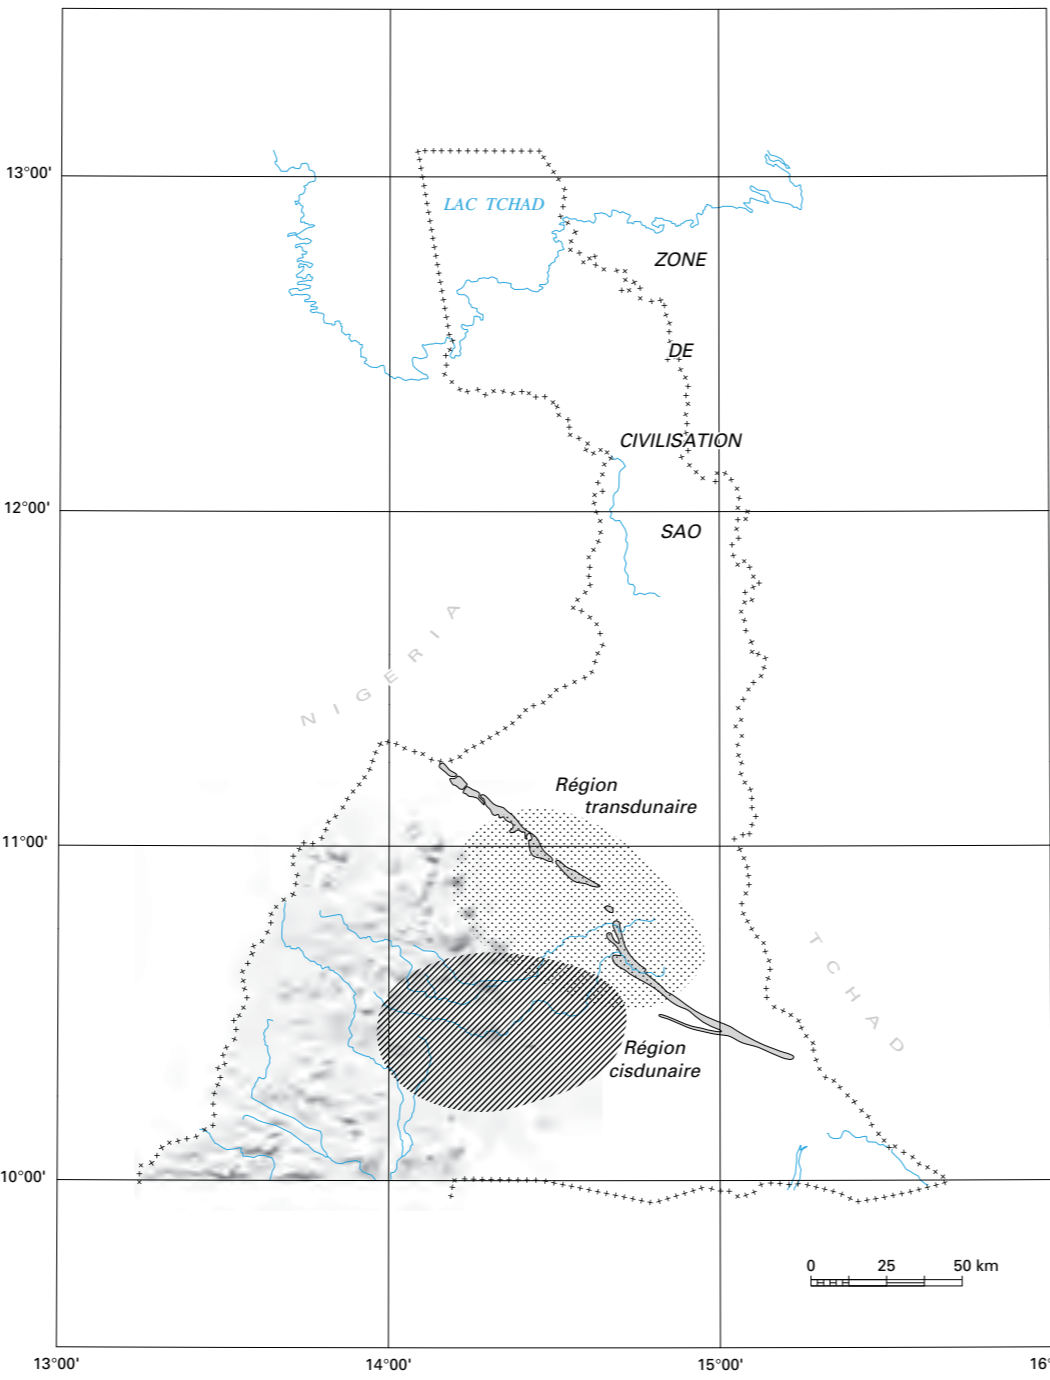 13°00'
LAC TCHAD
ZONE
DE
CIVILISATION
12°00'
SAO
NIGERIA
Région
transdunaire
11°00'
TCHAD
Région
cisdunaire
10°00'
0 25 50 km
13°00' 14°00' 15°00' 16°